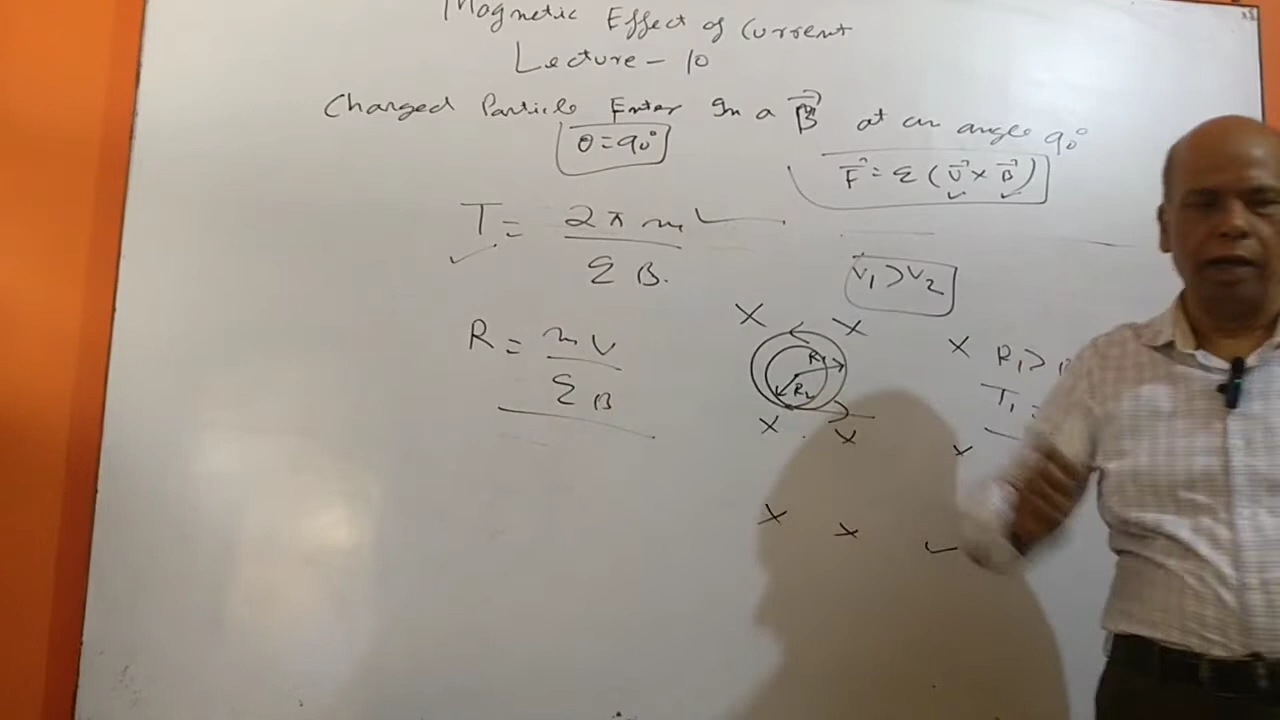 Magnetic Effect of Current
Lecture - 10
Charged Particle Enter In a B⃗ at an angle 90°
θ = 90°
F⃗ = q (v⃗ × B⃗)
T = 2πm / qB.
V₁ > V₂
R = mv / qB
X X
X R₁ >
R₁
R₂
T₁ =
X X X
X X